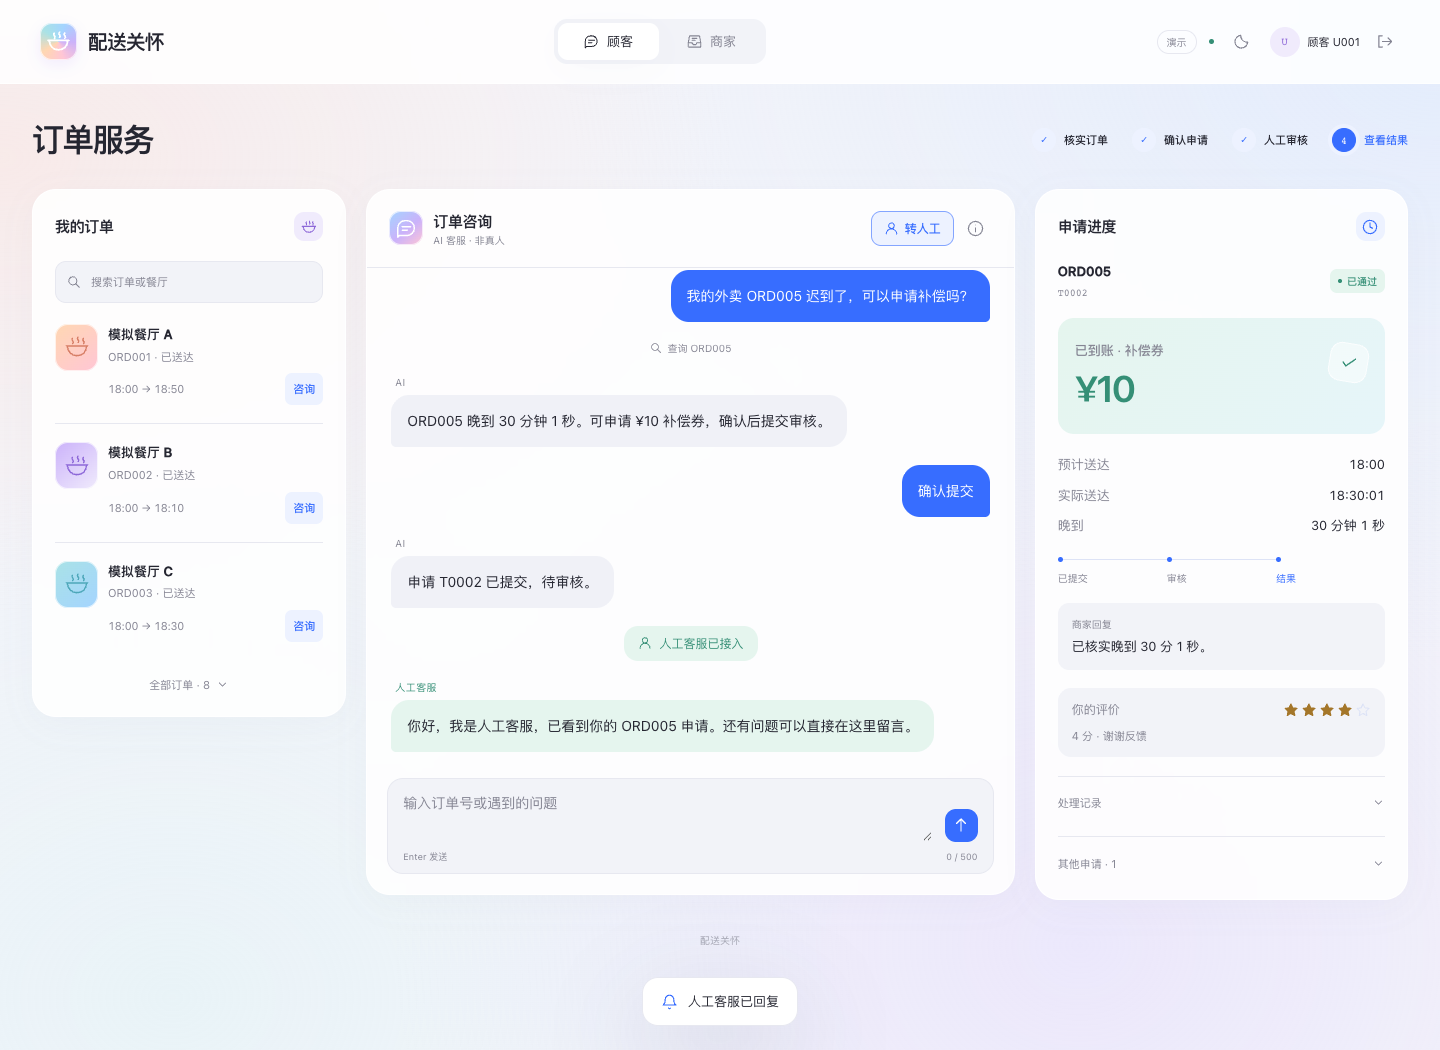 配送关怀
顾客
商家
演示
U
顾客 U001
订单服务
✓ 核实订单
✓ 确认申请
✓ 人工审核
4 查看结果
我的订单
搜索订单或餐厅
模拟餐厅 A
ORD001 · 已送达
18:00 → 18:50
咨询
模拟餐厅 B
ORD002 · 已送达
18:00 → 18:10
咨询
模拟餐厅 C
ORD003 · 已送达
18:00 → 18:30
咨询
全部订单 · 8
订单咨询
AI 客服 · 非真人
转人工
我的外卖 ORD005 迟到了，可以申请补偿吗？
查询 ORD005
AI
ORD005 晚到 30 分钟 1 秒。可申请 ¥10 补偿券，确认后提交审核。
确认提交
AI
申请 T0002 已提交，待审核。
人工客服已接入
人工客服
你好，我是人工客服，已看到你的 ORD005 申请。还有问题可以直接在这里留言。
输入订单号或遇到的问题
Enter 发送
0 / 500
申请进度
ORD005
T0002
已通过
已到账 · 补偿券
¥10
预计送达
18:00
实际送达
18:30:01
晚到
30 分钟 1 秒
已提交
审核
结果
商家回复
已核实晚到 30 分 1 秒。
你的评价
4 分 · 谢谢反馈
处理记录
其他申请 · 1
配送关怀
人工客服已回复